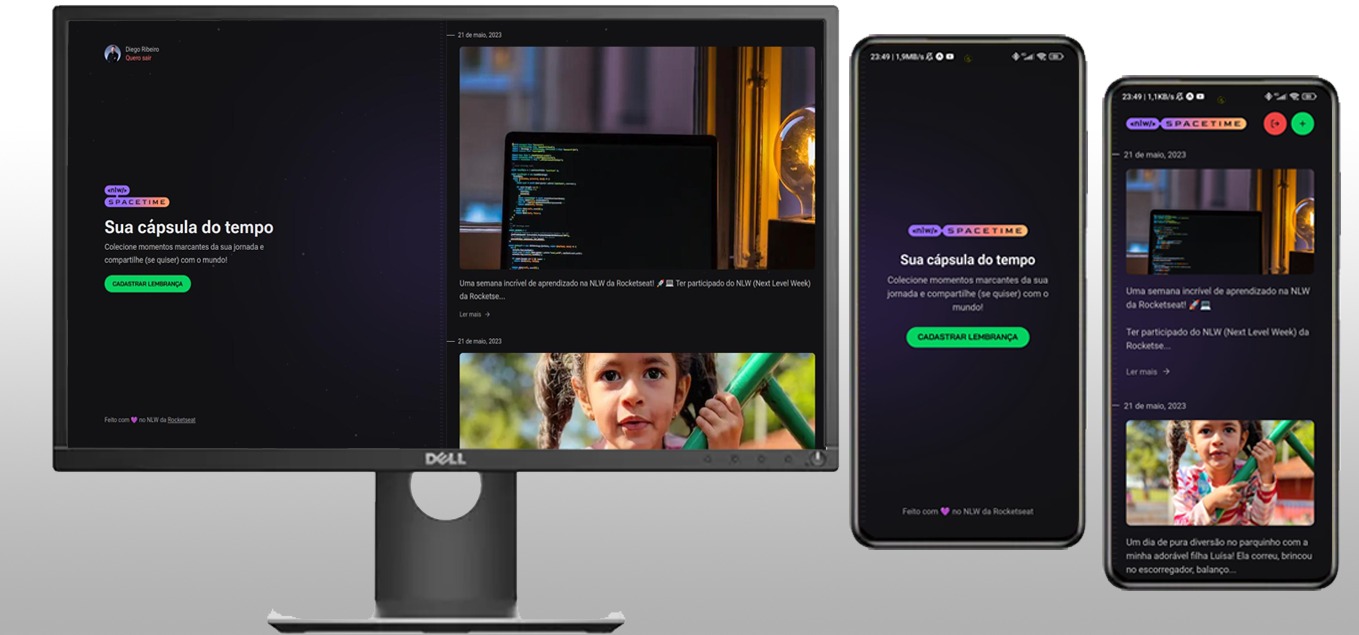 Diego Ribeiro
Quero sair
<nlw/>
SPACETIME
Sua cápsula do tempo
Colecione momentos marcantes da sua jornada e
compartilhe (se quiser) com o mundo!
CADASTRAR LEMBRANÇA
Feito com 💜 no NLW da Rocketseat
21 de maio, 2023
Uma semana incrível de aprendizado na NLW da Rocketseat! 🚀💻 Ter participado do NLW (Next Level Week)
da Rocketse...
Ler mais →
21 de maio, 2023
DELL
23:49 | 1,9MB/s
<nlw/> SPACETIME
Sua cápsula do tempo
Colecione momentos marcantes da sua
jornada e compartilhe (se quiser) com o
mundo!
CADASTRAR LEMBRANÇA
Feito com 💜 no NLW da Rocketseat
23:49 | 1,1KB/s
<nlw/> SPACETIME
21 de maio, 2023
Uma semana incrível de aprendizado na NLW
da Rocketseat! 🚀💻
Ter participado do NLW (Next Level Week) da
Rocketse...
Ler mais →
21 de maio, 2023
Um dia de pura diversão no parquinho com a
minha adorável filha Luísa! Ela correu, brincou
no escorregador, balanço...